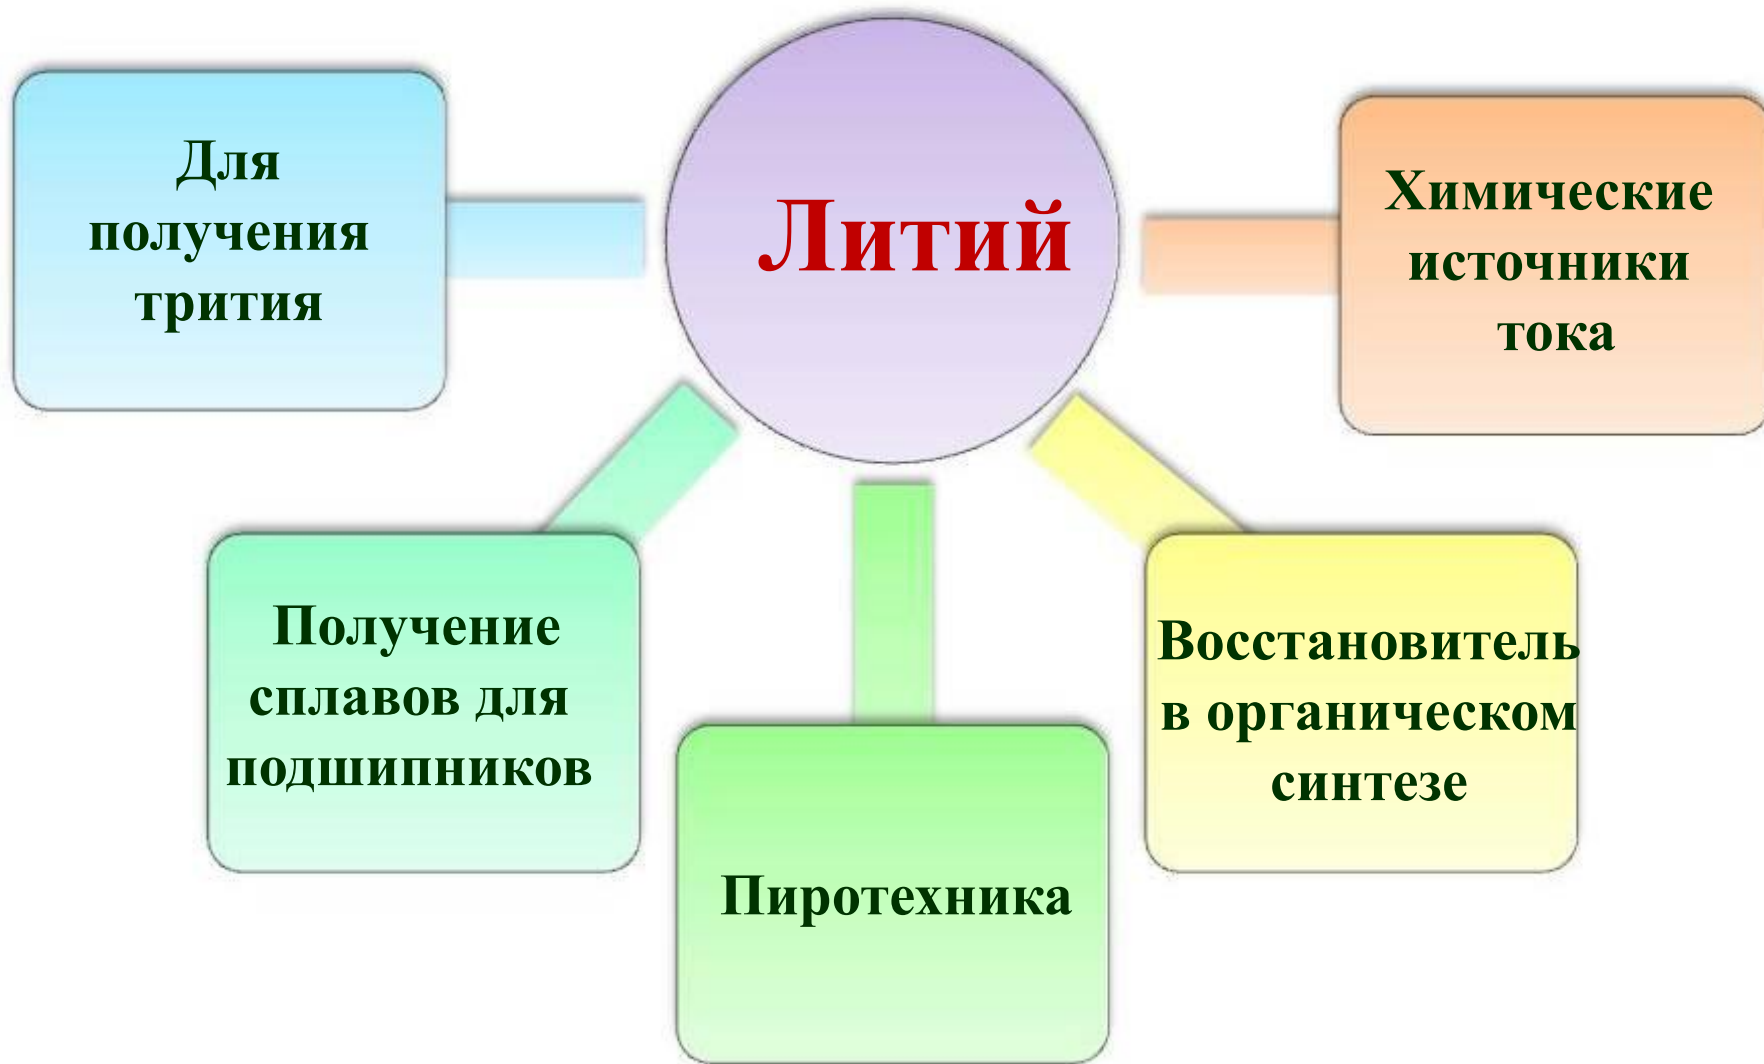 Литий
Для
получения
трития
Химические
источники
тока
Получение
сплавов для
подшипников
Восстановитель
в органическом
синтезе
Пиротехника